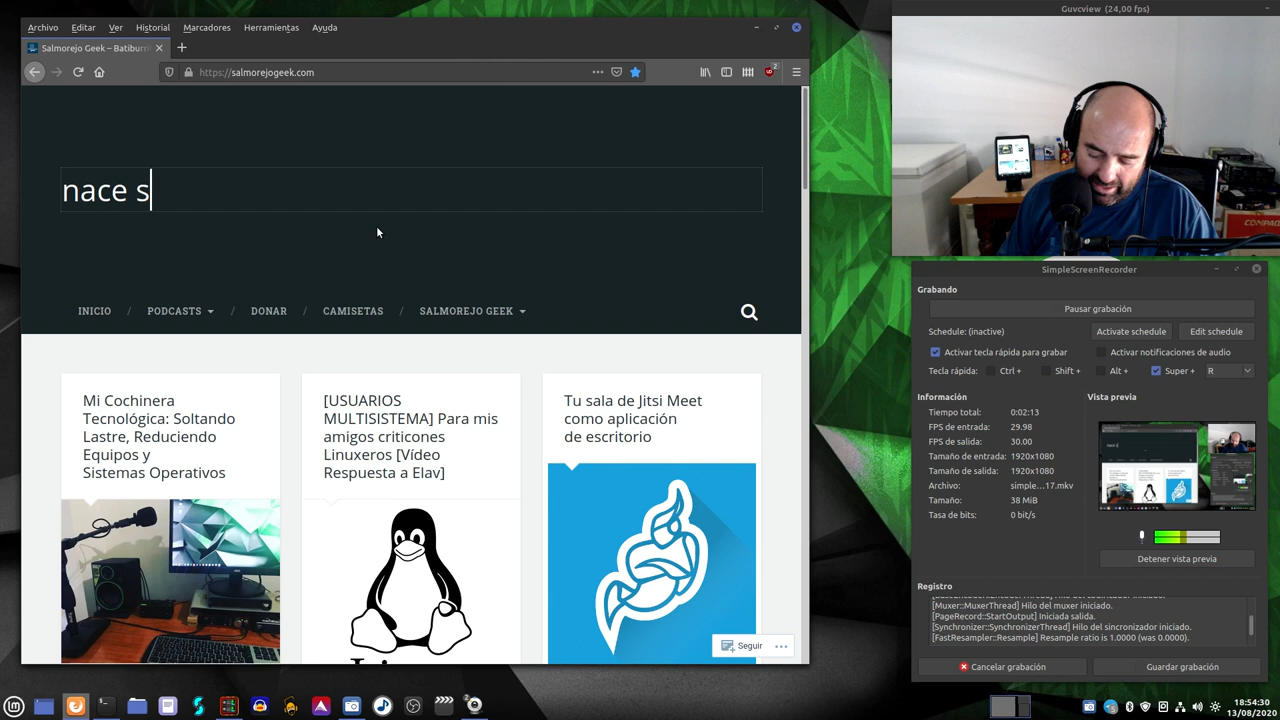 Archivo Editar Ver Historial Marcadores Herramientas Ayuda
Salmorejo Geek – Batiburri
https://salmorejogeek.com
2
nace s
INICIO / PODCASTS / DONAR / CAMISETAS / SALMOREJO GEEK
Mi Cochinera
Tecnológica: Soltando
Lastre, Reduciendo
Equipos y
Sistemas Operativos
[USUARIOS
MULTISISTEMA] Para mis
amigos criticones
Linuxeros [Vídeo
Respuesta a Elav]
Tu sala de Jitsi Meet
como aplicación
de escritorio
Seguir
Guvcview (24,00 fps)
COMPAQ
SimpleScreenRecorder
Grabando
Pausar grabación
Schedule: (inactive) Activate schedule Edit schedule
Activar tecla rápida para grabar Activar notificaciones de audio
Tecla rápida: Ctrl + Shift + Alt + Super + R
Información
Tiempo total: 0:02:13
FPS de entrada: 29.98
FPS de salida: 30.00
Tamaño de entrada: 1920x1080
Tamaño de salida: 1920x1080
Archivo: simple...17.mkv
Tamaño: 38 MiB
Tasa de bits: 0 bit/s
Vista previa
Detener vista previa
Registro
[Muxer::MuxerThread] Hilo del muxer iniciado.
[PageRecord::StartOutput] Iniciada salida.
[Synchronizer::SynchronizerThread] Hilo del sincronizador iniciado.
[FastResampler::Resample] Resample ratio is 1.0000 (was 0.0000).
Cancelar grabación Guardar grabación
18:54:30
13/08/2020